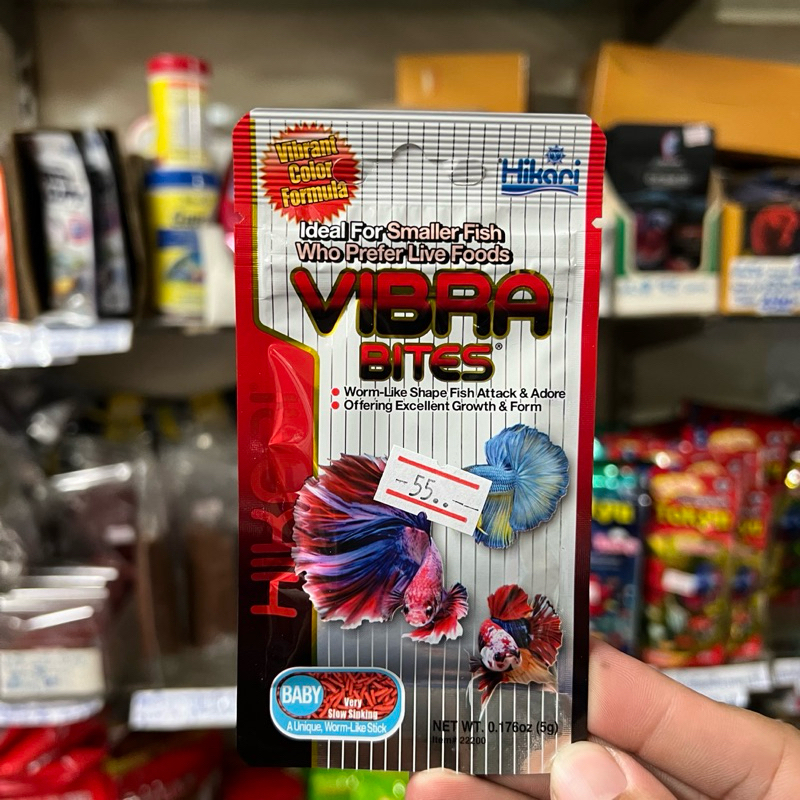 Vibrant
Color
Formula
Hikari
Ideal For Smaller Fish
Who Prefer Live Foods
VIBRA
BITES®
Worm-Like Shape Fish Attack & Adore
Offering Excellent Growth & Form
-55..-
HIKARI
BABY
Very
Slow Sinking
A Unique, Worm-Like Stick
NET WT. 0.176oz (5g)
Item# 22200